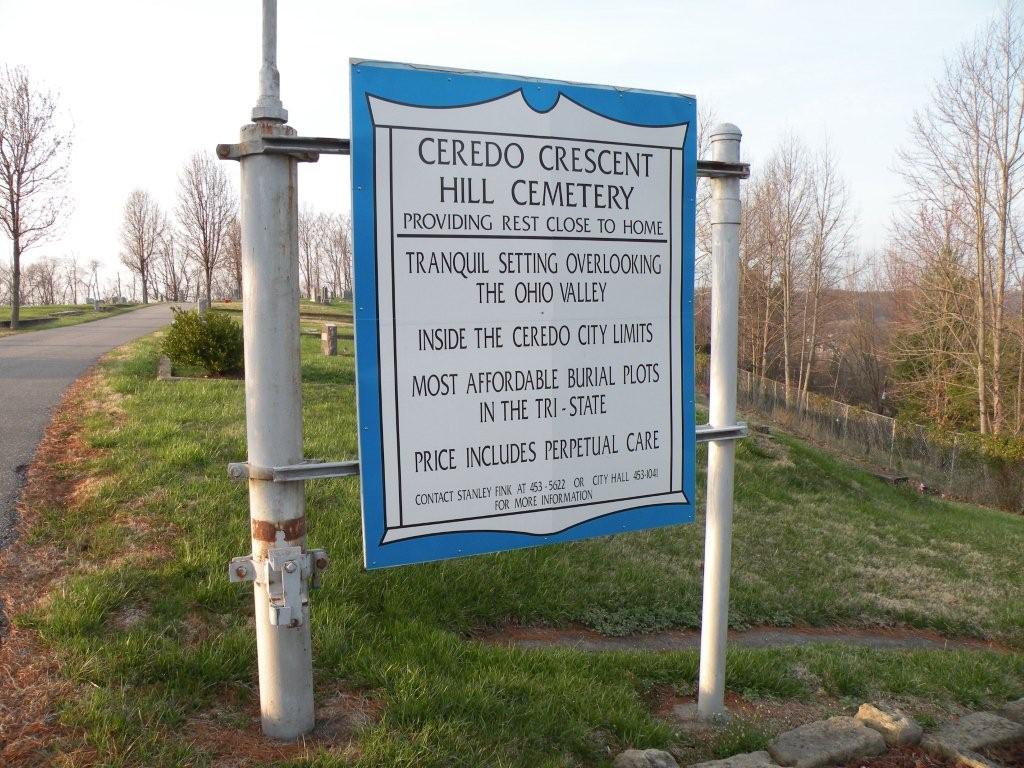 CEREDO CRESCENT
HILL CEMETERY
PROVIDING REST CLOSE TO HOME
TRANQUIL SETTING OVERLOOKING
THE OHIO VALLEY
INSIDE THE CEREDO CITY LIMITS
MOST AFFORDABLE BURIAL PLOTS
IN THE TRI - STATE
PRICE INCLUDES PERPETUAL CARE
CONTACT STANLEY FINK AT 453 - 5622 OR CITY HALL 453-1041
FOR MORE INFORMATION